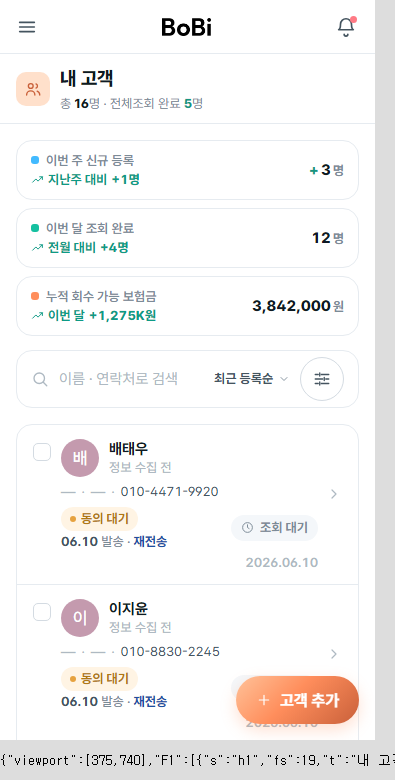 BoBi
내 고객
총 16명 · 전체조회 완료 5명
이번 주 신규 등록
지난주 대비 +1명
+ 3 명
이번 달 조회 완료
전월 대비 +4명
12 명
누적 회수 가능 보험금
이번 달 +1,275K원
3,842,000 원
이름 · 연락처로 검색
최근 등록순
배
배태우
정보 수집 전
— · — · 010-4471-9920
동의 대기
06.10 발송 · 재전송
조회 대기
2026.06.10
이
이지윤
정보 수집 전
— · — · 010-8830-2245
동의 대기
06.10 발송 · 재전송
+ 고객 추가
2026.06.10
{"viewport":[375,740],"F1":[{"s":"h1","fs":19,"t":"내 고